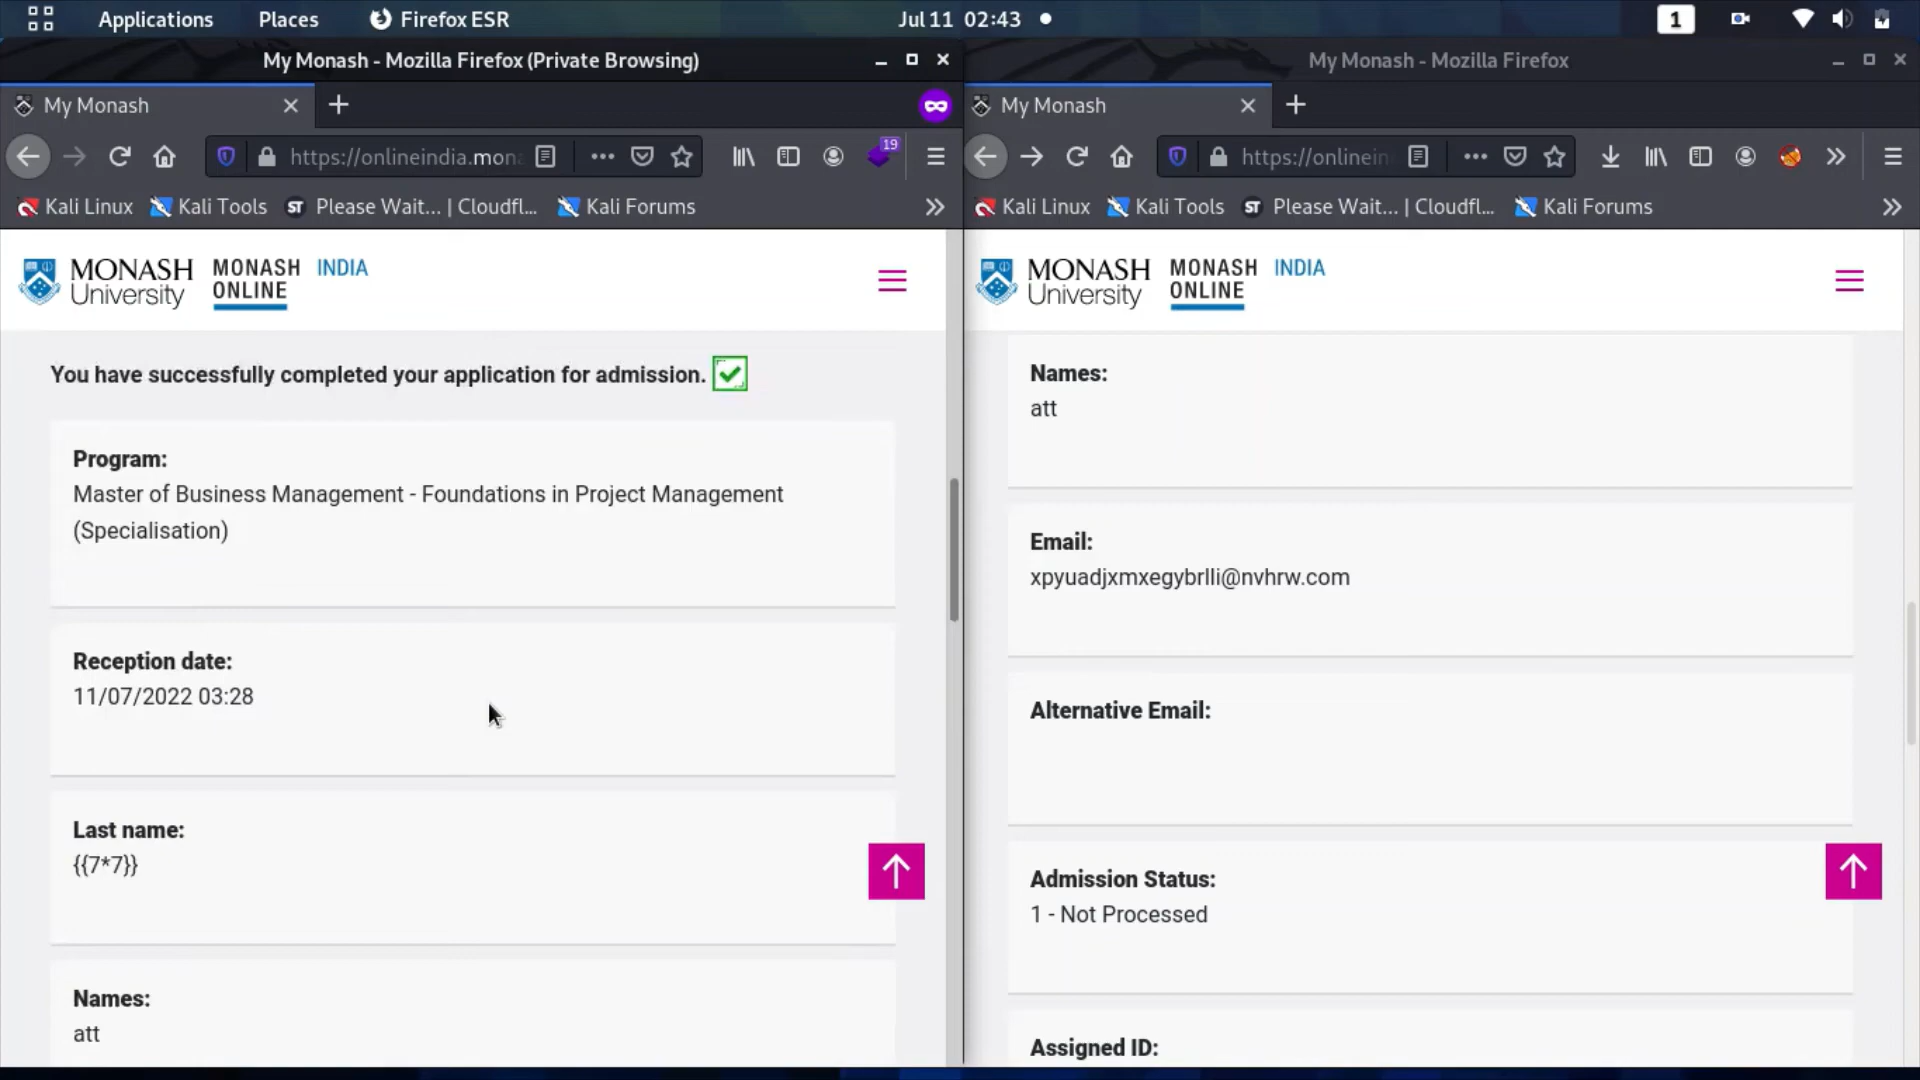 Applications
Places
Firefox ESR
Jul 11 02:43
1
My Monash - Mozilla Firefox (Private Browsing)
My Monash
19
https://onlineindia.mona
Kali Linux
Kali Tools
ST
Please Wait... | Cloudfl...
Kali Forums
MONASH
University
MONASH
ONLINE
INDIA
You have successfully completed your application for admission.
Program:
Master of Business Management - Foundations in Project Management
(Specialisation)
Reception date:
11/07/2022 03:28
Last name:
{{7*7}}
Names:
att
My Monash - Mozilla Firefox
My Monash
https://onlinein
Kali Linux
Kali Tools
ST
Please Wait... | Cloudfl...
Kali Forums
MONASH
University
MONASH
ONLINE
INDIA
Names:
att
Email:
xpyuadjxmxegybrlli@nvhrw.com
Alternative Email:
Admission Status:
1 - Not Processed
Assigned ID: